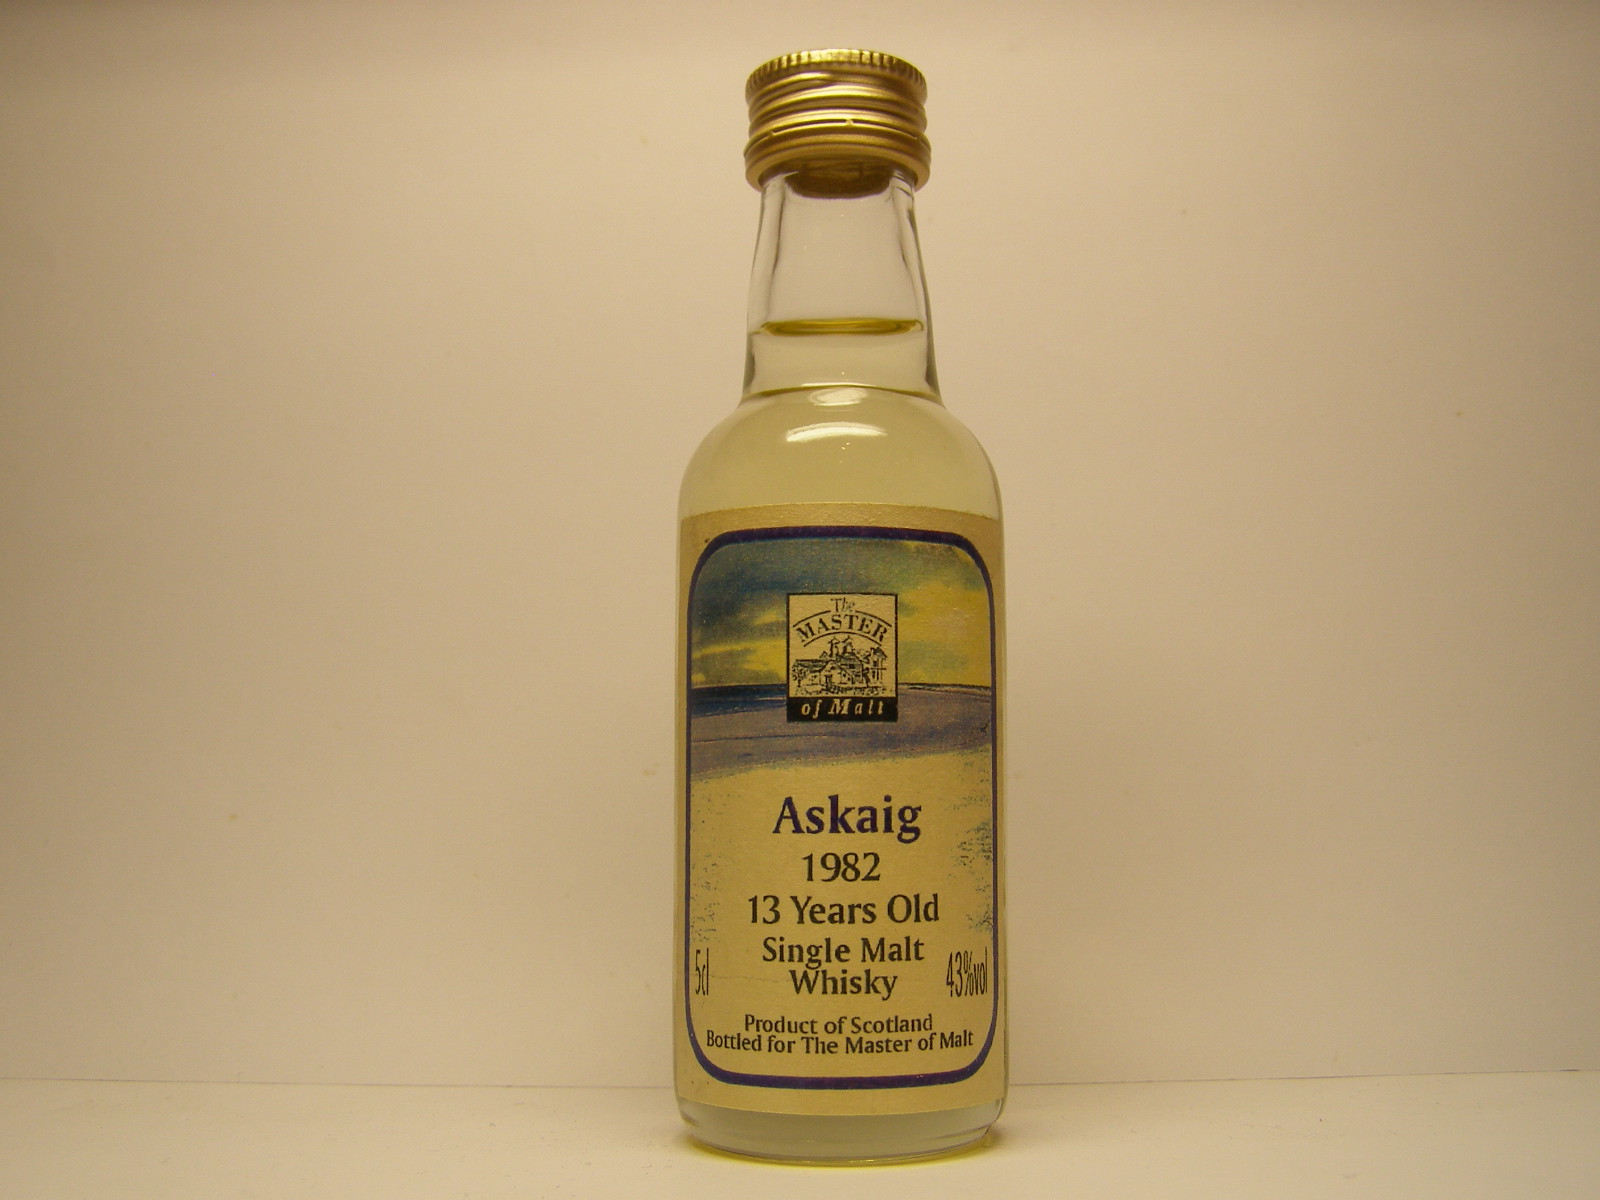 The
MASTER
of Malt
Askaig
1982
13 Years Old
Single Malt
Whisky
5cl
43%vol
Product of Scotland
Bottled for The Master of Malt